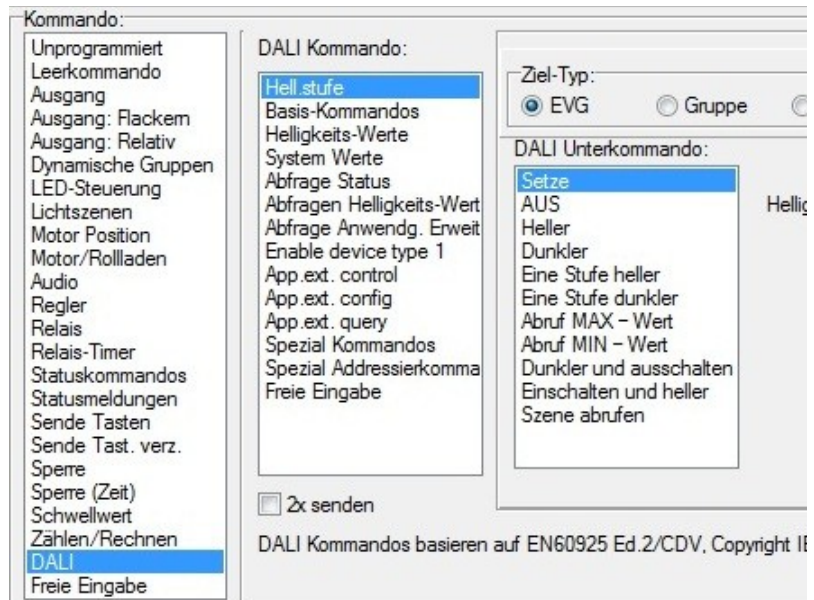 Kommando:
Unprogrammiert
Leerkommando
Ausgang
Ausgang: Flackern
Ausgang: Relativ
Dynamische Gruppen
LED-Steuerung
Lichtszenen
Motor Position
Motor/Rollladen
Audio
Regler
Relais
Relais-Timer
Statuskommandos
Statusmeldungen
Sende Tasten
Sende Tast. verz.
Sperre
Sperre (Zeit)
Schwellwert
Zählen/Rechnen
DALI
Freie Eingabe
DALI Kommando:
Hell.stufe
Basis-Kommandos
Helligkeits-Werte
System Werte
Abfrage Status
Abfragen Helligkeits-Wert
Abfrage Anwendg. Erweit
Enable device type 1
App.ext. control
App.ext. config
App.ext. query
Spezial Kommandos
Spezial Addressierkomma
Freie Eingabe
2x senden
Ziel-Typ:
EVG Gruppe
DALI Unterkommando:
Setze
AUS
Heller
Dunkler
Eine Stufe heller
Eine Stufe dunkler
Abruf MAX – Wert
Abruf MIN – Wert
Dunkler und ausschalten
Einschalten und heller
Szene abrufen
Hellig
DALI Kommandos basieren auf EN60925 Ed.2/CDV, Copyright IE